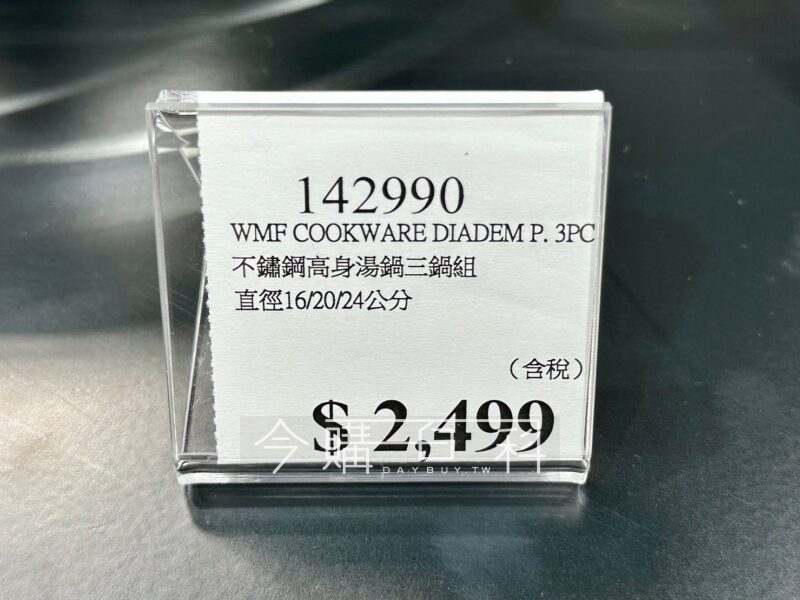 142990
WMF COOKWARE DIADEM P. 3PC
不鏽鋼高身湯鍋三鍋組
直徑16/20/24公分
（含稅）
$ 2,499
今購百科
DAYBUY.TW